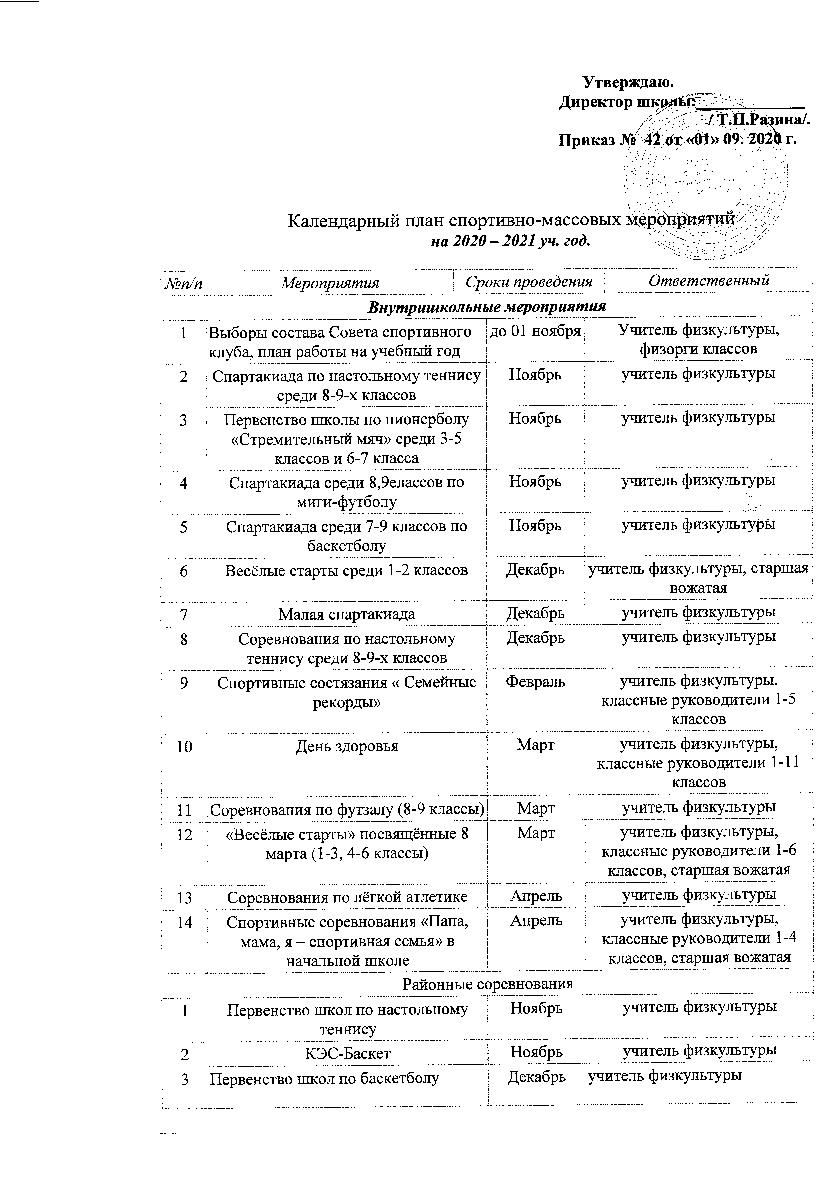 Утверждаю.
Директор школы:______________
/ Т.П.Разина/.
Приказ № 42 от «01» 09. 2020 г.
Календарный план спортивно-массовых мероприятий
на 2020 – 2021 уч. год.
№п/п Мероприятия Сроки проведения Ответственный
Внутришкольные мероприятия
1 Выборы состава Совета спортивного до 01 ноября Учитель физкультуры,
клуба, план работы на учебный год физорги классов
2 Спартакиада по настольному теннису Ноябрь учитель физкультуры
среди 8-9-х классов
3 Первенство школы по пионерболу Ноябрь учитель физкультуры
«Стремительный мяч» среди 3-5
классов и 6-7 класса
4 Спартакиада среди 8,9елассов по Ноябрь учитель физкультуры
мити-футболу
5 Спартакиада среди 7-9 классов по Ноябрь учитель физкультуры
баскетболу
6 Весёлые старты среди 1-2 классов Декабрь учитель физкультуры, старшая
вожатая
7 Малая спартакиада Декабрь учитель физкультуры
8 Соревнования по настольному Декабрь учитель физкультуры
теннису среди 8-9-х классов
9 Спортивные состязания « Семейные Февраль учитель физкультуры.
рекорды» классные руководители 1-5
классов
10 День здоровья Март учитель физкультуры,
классные руководители 1-11
классов
11 Соревнования по футзалу (8-9 классы) Март учитель физкультуры
12 «Весёлые старты» посвящённые 8 Март учитель физкультуры,
марта (1-3, 4-6 классы) классные руководители 1-6
классов, старшая вожатая
13 Соревнования по лёгкой атлетике Апрель учитель физкультуры
14 Спортивные соревнования «Папа, Апрель учитель физкультуры,
мама, я – спортивная семья» в классные руководители 1-4
начальной школе классов, старшая вожатая
Районные соревнования
1 Первенство школ по настольному Ноябрь учитель физкультуры
теннису
2 КЭС-Баскет Ноябрь учитель физкультуры
3 Первенство школ по баскетболу Декабрь учитель физкультуры